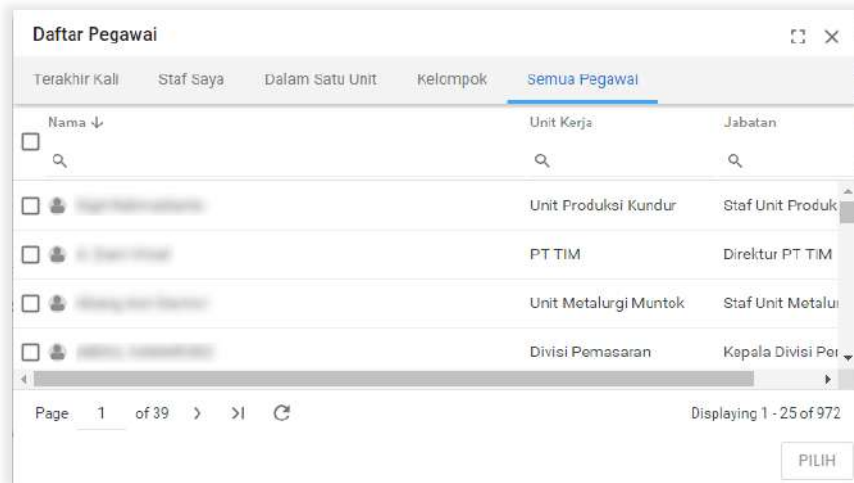 Daftar Pegawai
Terakhir Kali Staf Saya Dalam Satu Unit Kelompok Semua Pegawai
Nama Unit Kerja Jabatan
Unit Produksi Kundur Staf Unit Produk
PT TIM Direktur PT TIM
Unit Metalurgi Muntok Staf Unit Metalu
Divisi Pemasaran Kepala Divisi Per
Page 1 of 39 Displaying 1 - 25 of 972
PILIH